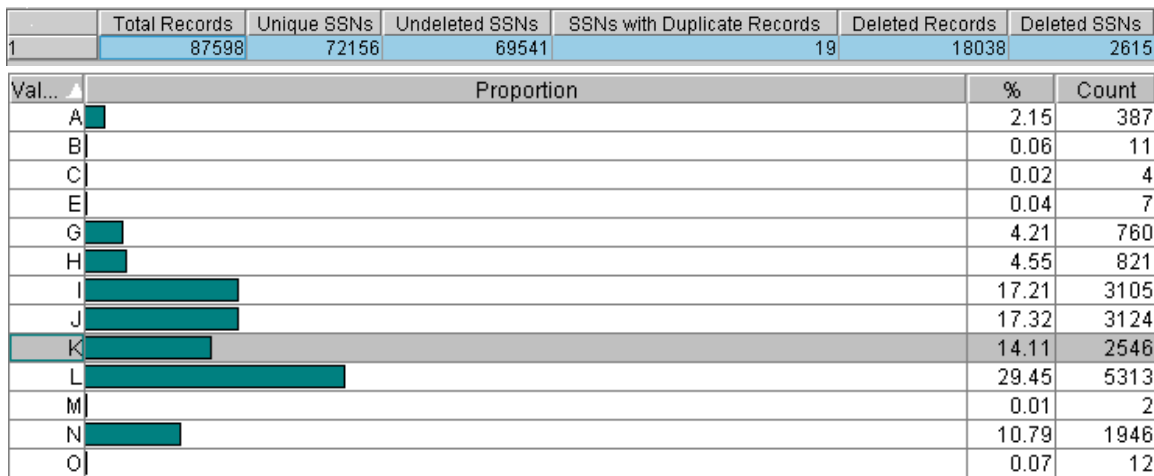 Total Records Unique SSNs Undeleted SSNs SSNs with Duplicate Records Deleted Records Deleted SSNs
1 87598 72156 69541 19 18038 2615
Val... Proportion % Count
A 2.15 387
B 0.06 11
C 0.02 4
E 0.04 7
G 4.21 760
H 4.55 821
I 17.21 3105
J 17.32 3124
K 14.11 2546
L 29.45 5313
M 0.01 2
N 10.79 1946
O 0.07 12